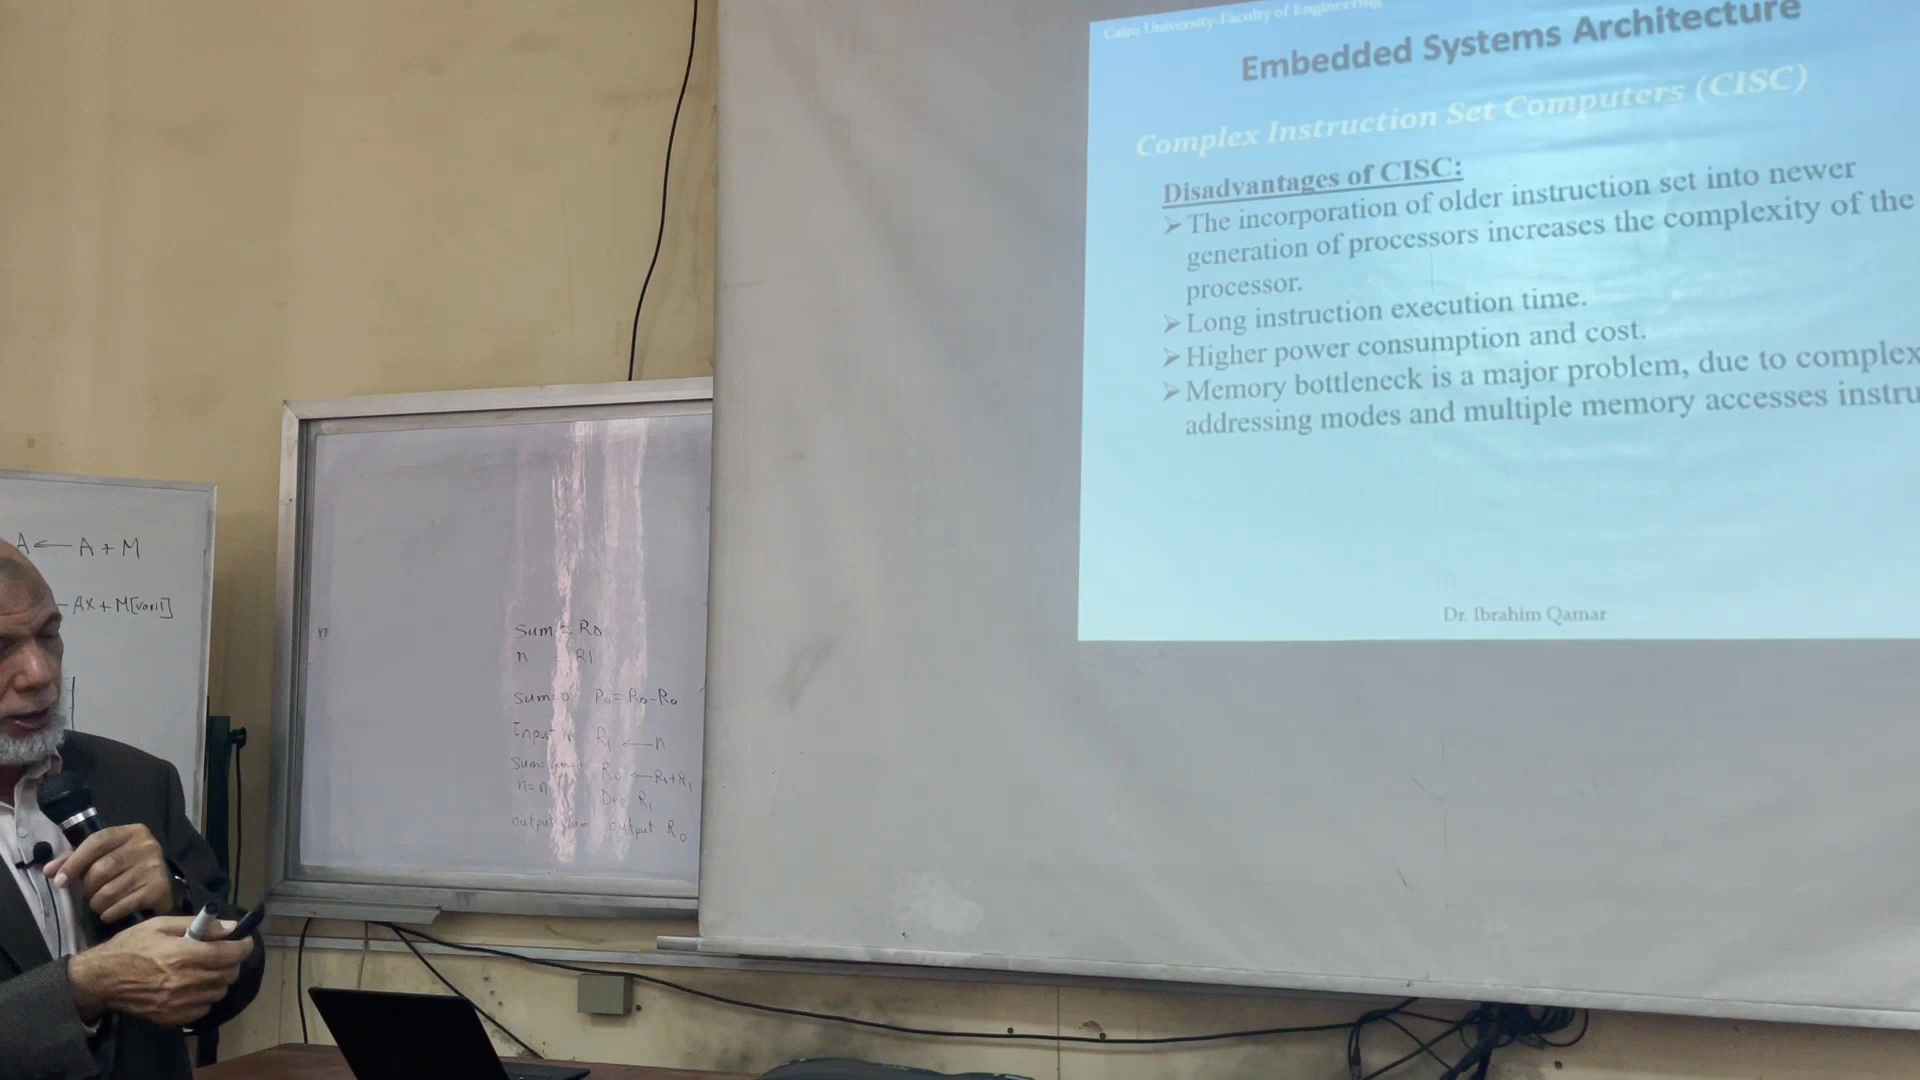 Cairo University-Faculty of Engineering
Embedded Systems Architecture
Complex Instruction Set Computers (CISC)
Disadvantages of CISC:
➢ The incorporation of older instruction set into newer
generation of processors increases the complexity of the
processor.
➢ Long instruction execution time.
➢ Higher power consumption and cost.
➢ Memory bottleneck is a major problem, due to complex
addressing modes and multiple memory accesses instru
Dr. Ibrahim Qamar
A ← A + M
AX + M[var1]
Sum = R0
n R1
Sum=0 R0=R0-R0
Input R1 ← n
R0 ← R0+R1
n=n R1
output output R0